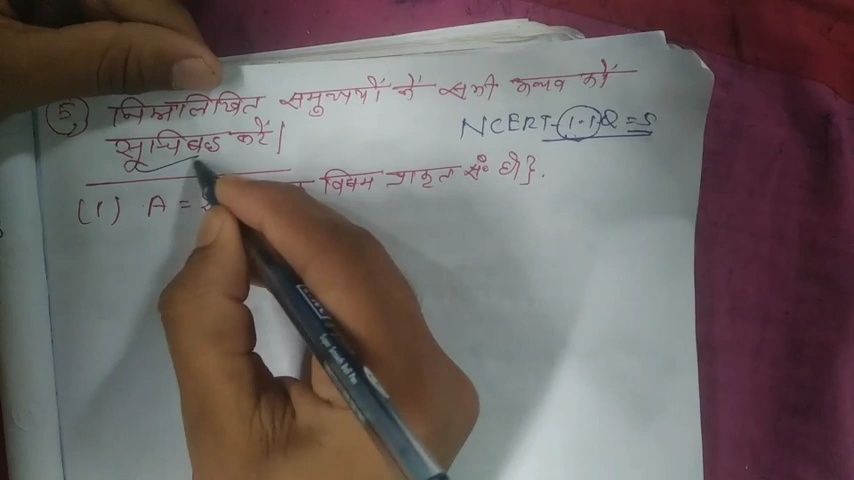 5. निम्नलिखित समुच्चयों के सभी अवयव को
सूचिबद्ध करें।
NCERT - 1.1 Q = 5
(1) A = { विषम प्राकृत सं० है}.